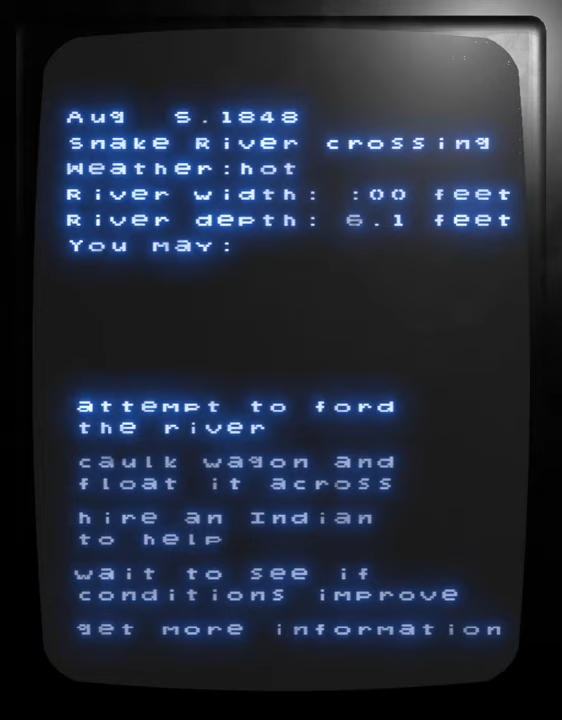 Aug 5.1848
Snake River crossing
Weather:hot
River width: :00 feet
River depth: 6.1 feet
You may:
attempt to ford
the river
caulk wagon and
float it across
hire an Indian
to help
wait to see if
conditions improve
get more information